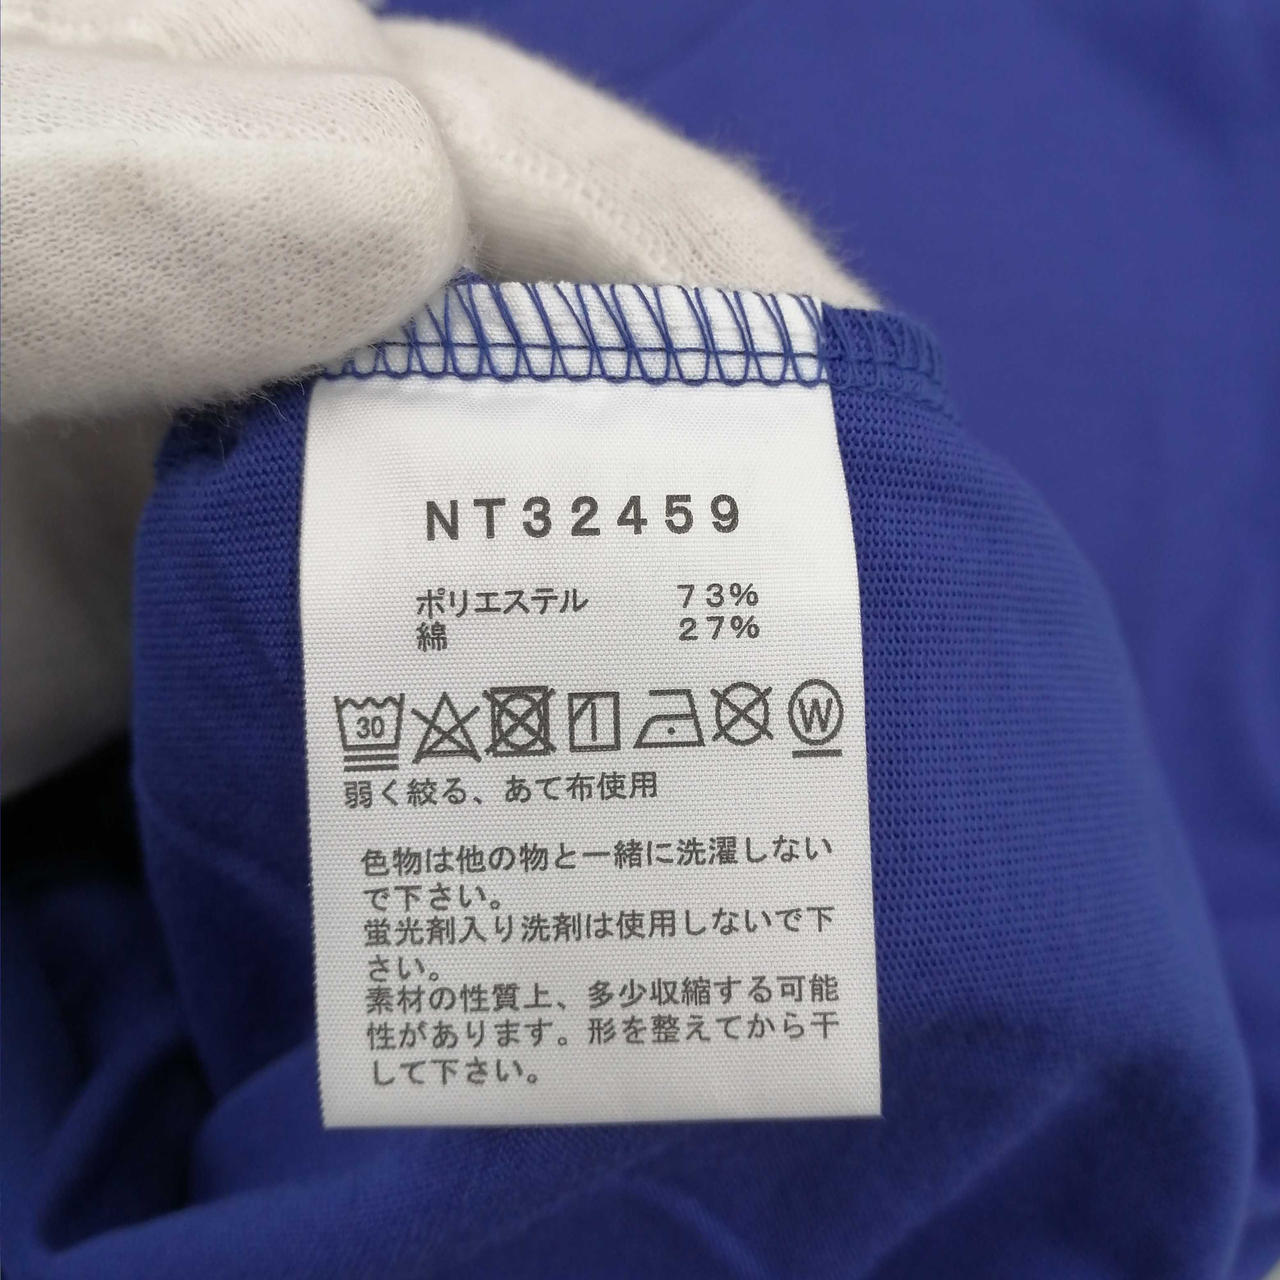 NT32459
ポリエステル 73%
綿 27%
30 W
弱く絞る、あて布使用
色物は他の物と一緒に洗濯しない
で下さい。
蛍光剤入り洗剤は使用しないで下
さい。
素材の性質上、多少収縮する可能
性があります。形を整えてから干
して下さい。